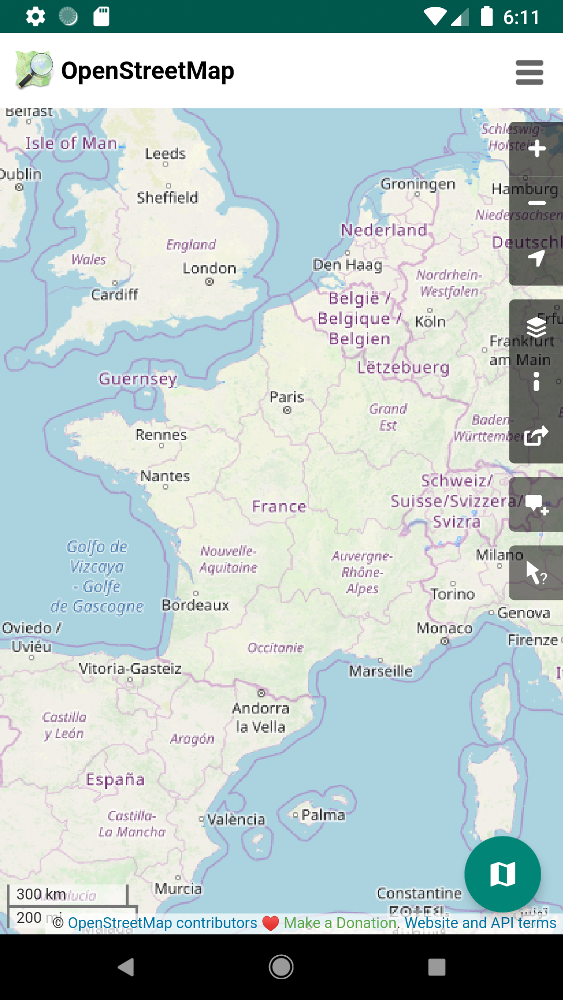 6:11
OpenStreetMap
Belfast
Isle of Man
Leeds
Dublin
Sheffield
Schleswig-
Holstein
Groningen
Hamburg
Niedersachsen
England
Nederland
Deutschl
Wales
London
Den Haag
Nordrhein-
Westfalen
Cardiff
België /
Belgique /
Belgien
Köln
Erfu
Frankfurt
am Main
Lëtzebuerg
Guernsey
Paris
Grand
Est
Baden-
Württemberg
Rennes
Nantes
Schweiz/
Suisse/Svizzera/
Svizra
France
Golfo de
Vizcaya
- Golfe
de Gascogne
Nouvelle-
Aquitaine
Auvergne-
Rhône-
Alpes
Milano
Torino
Bordeaux
Genova
Oviedo /
Uviéu
Monaco
Firenze
Occitanie
Vitoria-Gasteiz
Marseille
Andorra
la Vella
Castilla
y León
Aragón
España
Castilla-
La Mancha
València
Palma
Murcia
300 km
200
Constantine
© OpenStreetMap contributors ❤️ Make a Donation. Website and API terms